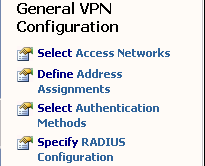 General VPN
Configuration
Select Access Networks
Define Address
Assignments
Select Authentication
Methods
Specify RADIUS
Configuration